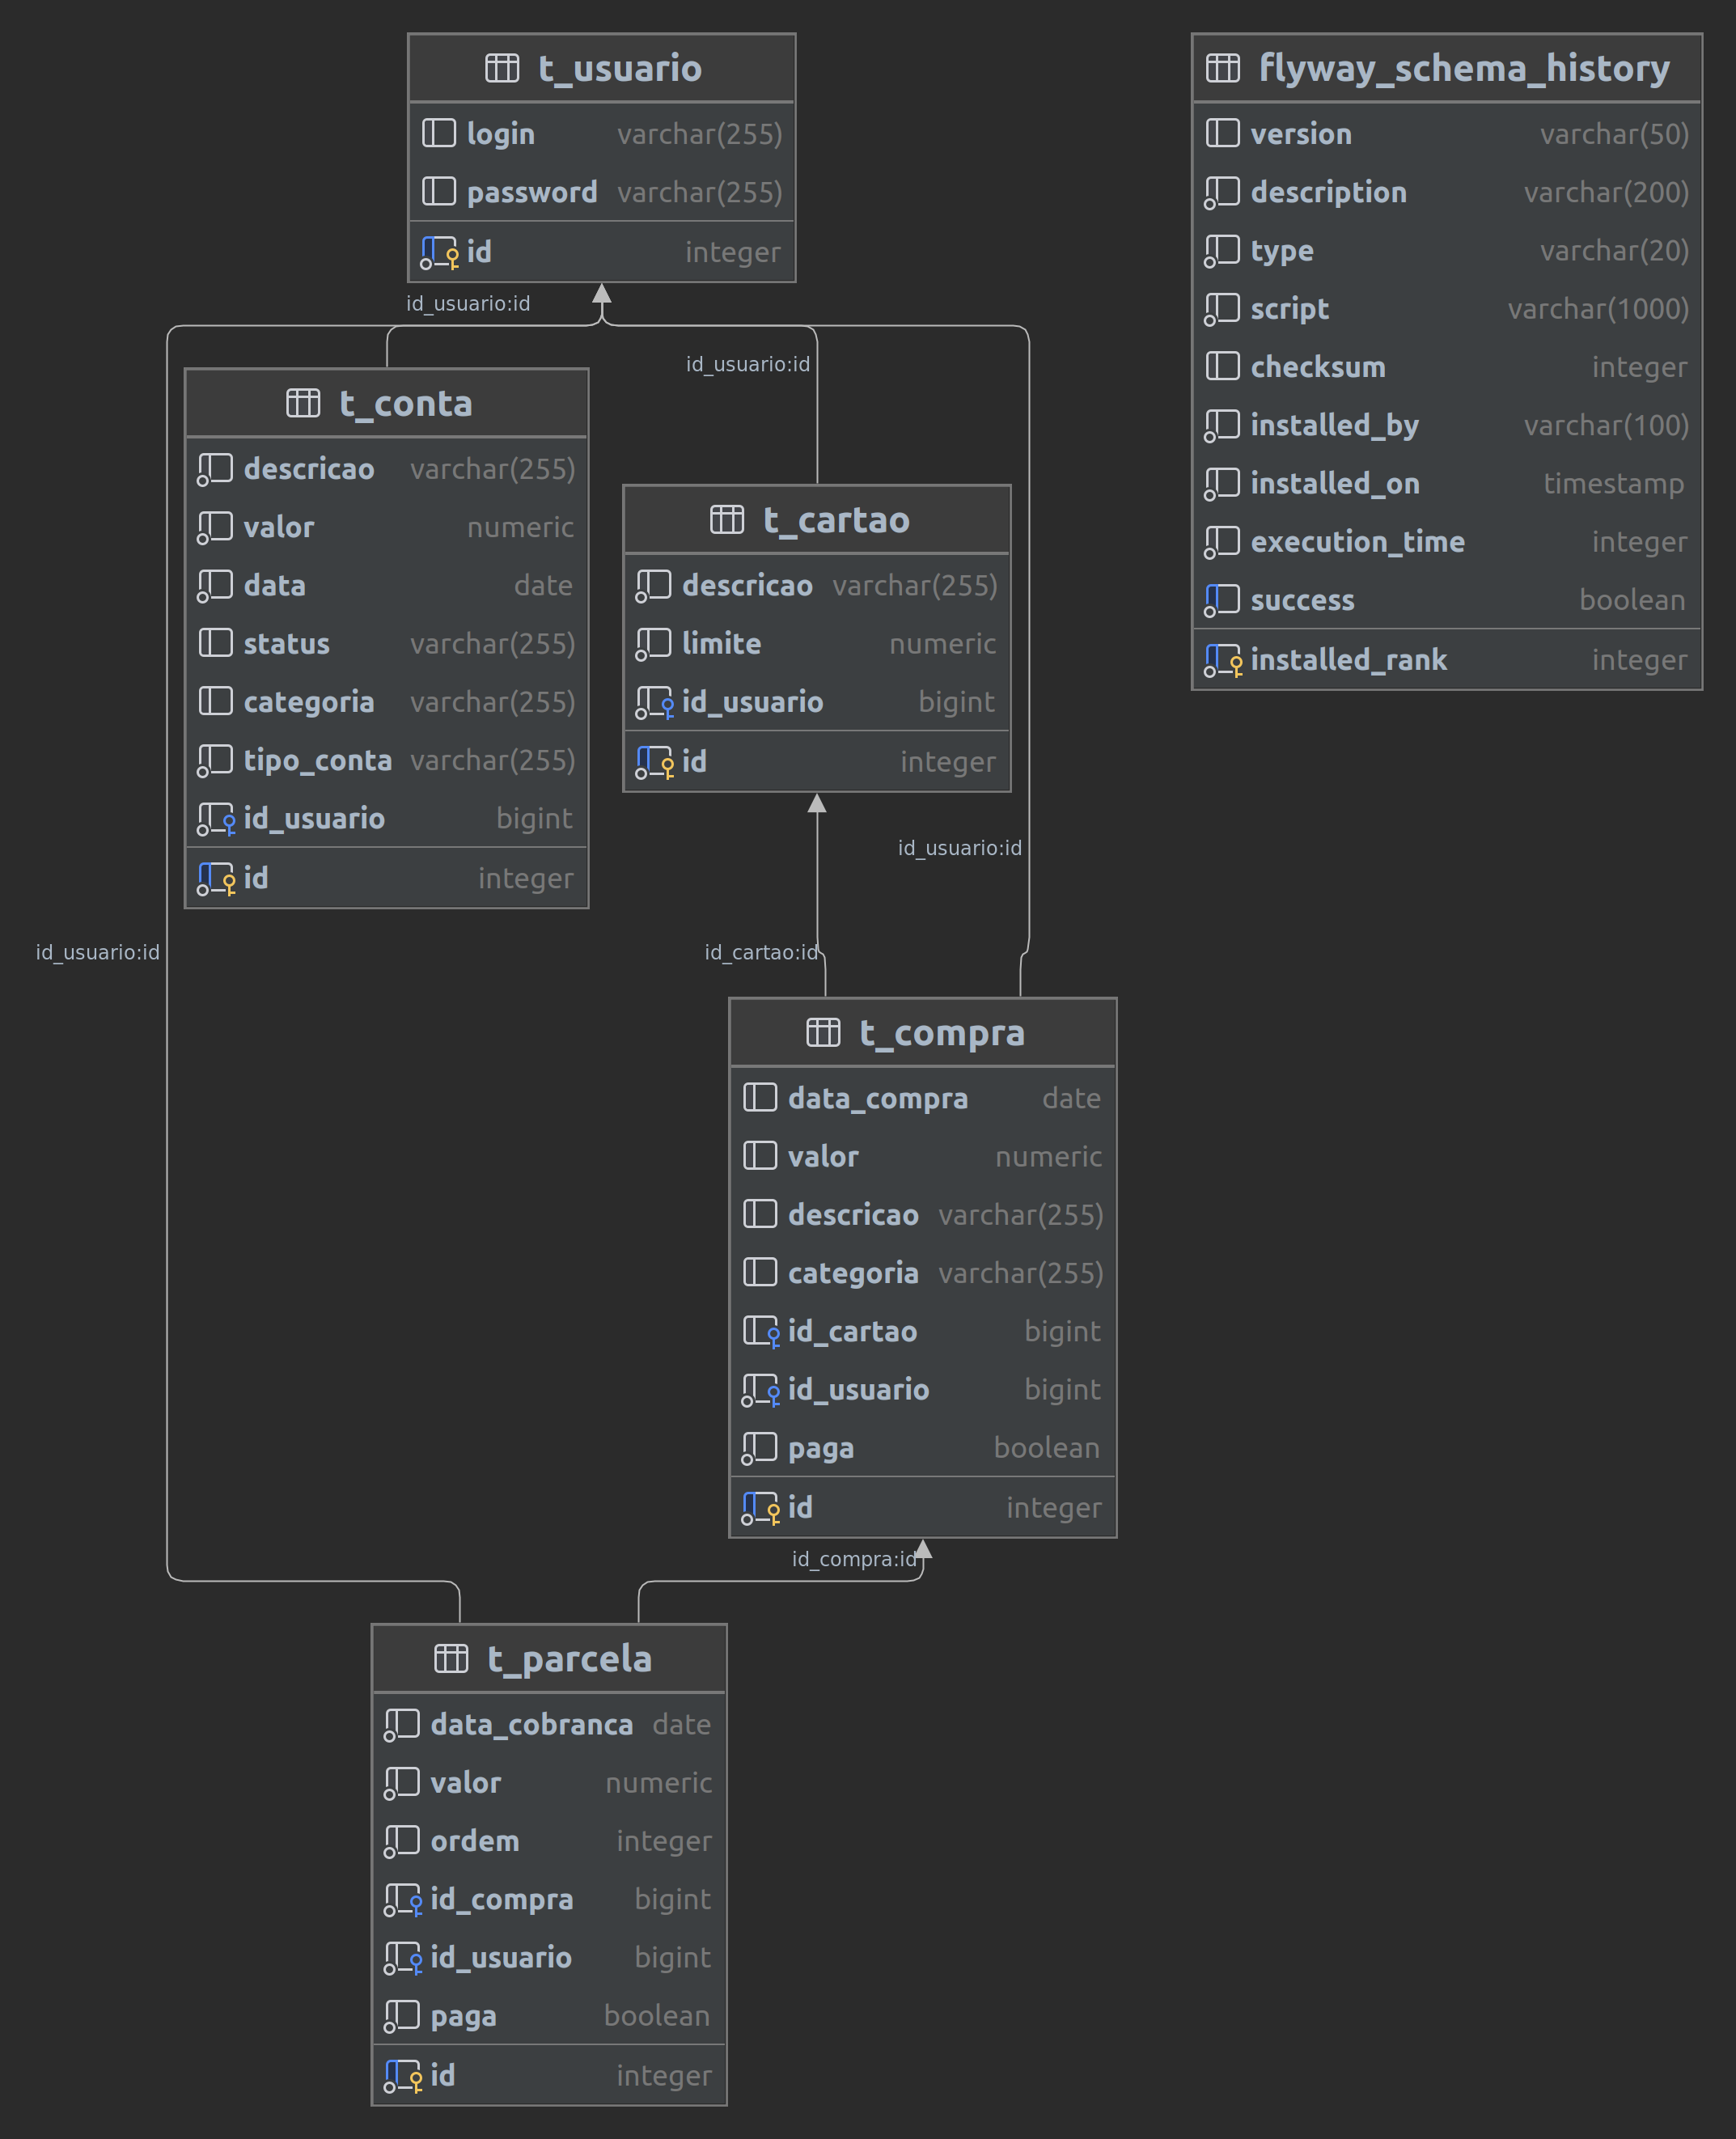 t_usuario
login varchar(255)
password varchar(255)
id integer
flyway_schema_history
version varchar(50)
description varchar(200)
type varchar(20)
script varchar(1000)
checksum integer
installed_by varchar(100)
installed_on timestamp
execution_time integer
success boolean
installed_rank integer
id_usuario:id
id_usuario:id
t_conta
descricao varchar(255)
valor numeric
data date
status varchar(255)
categoria varchar(255)
tipo_conta varchar(255)
id_usuario bigint
id integer
t_cartao
descricao varchar(255)
limite numeric
id_usuario bigint
id integer
id_usuario:id
id_usuario:id
id_cartao:id
t_compra
data_compra date
valor numeric
descricao varchar(255)
categoria varchar(255)
id_cartao bigint
id_usuario bigint
paga boolean
id integer
id_compra:id
t_parcela
data_cobranca date
valor numeric
ordem integer
id_compra bigint
id_usuario bigint
paga boolean
id integer